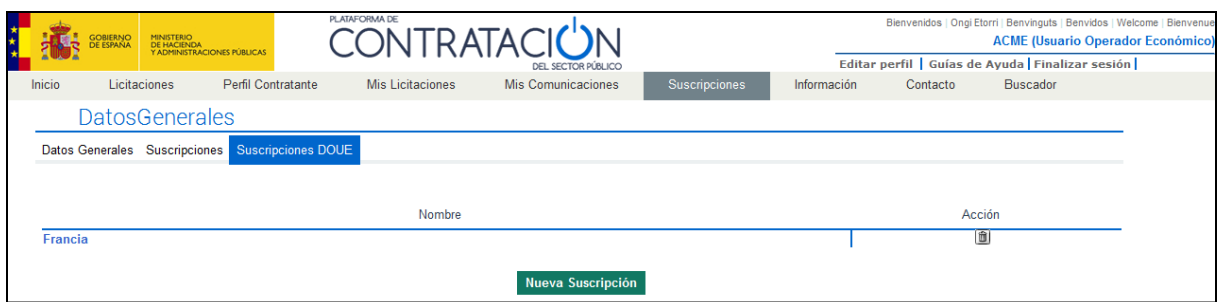 GOBIERNO
DE ESPAÑA
MINISTERIO
DE HACIENDA
Y ADMINISTRACIONES PÚBLICAS
PLATAFORMA DE
CONTRATACIÓN
DEL SECTOR PÚBLICO
Bienvenidos | Ongi Etorri | Benvinguts | Benvidos | Welcome | Bienvenue
ACME (Usuario Operador Económico)
Editar perfil | Guías de Ayuda | Finalizar sesión |
Inicio Licitaciones Perfil Contratante Mis Licitaciones Mis Comunicaciones Suscripciones Información Contacto Buscador
DatosGenerales
Datos Generales Suscripciones Suscripciones DOUE
Nombre Acción
Francia
Nueva Suscripción